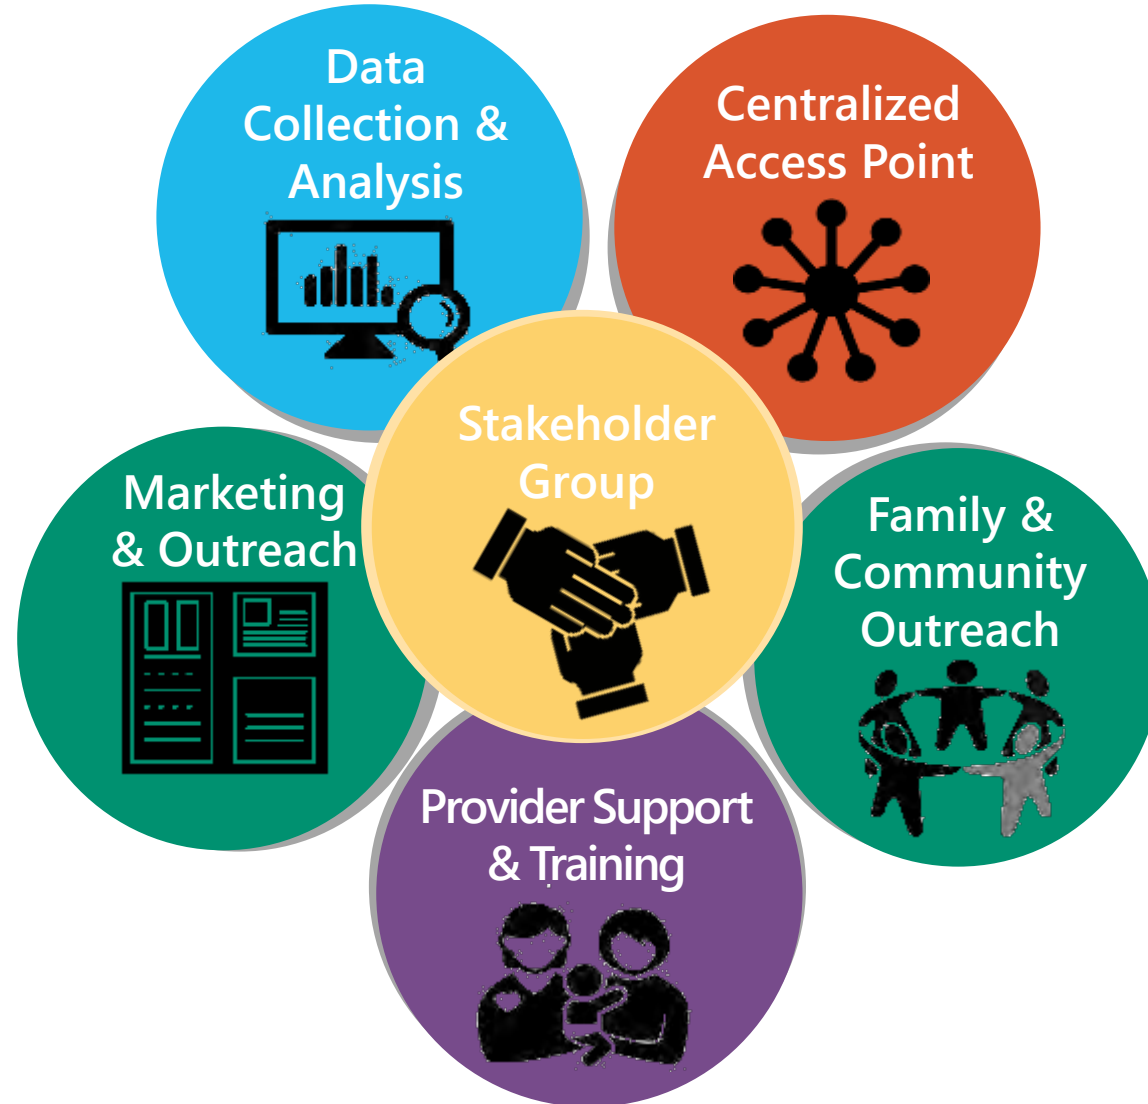 Data
Collection &
Analysis
Centralized
Access Point
Stakeholder
Group
Marketing
& Outreach
Family &
Community
Outreach
Provider Support
& Training